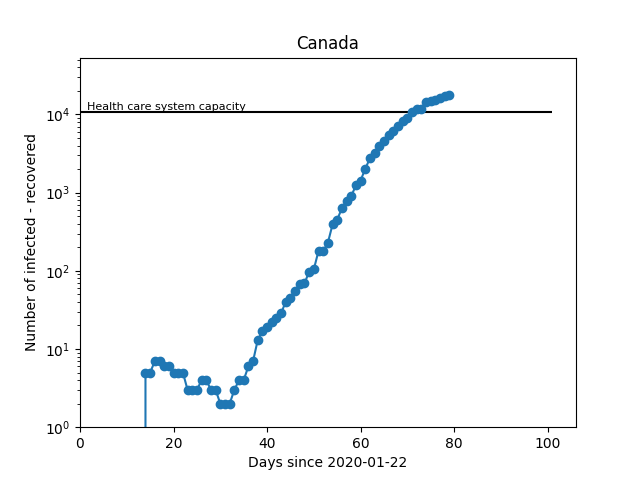 Canada
Health care system capacity
Number of infected - recovered
10^4
10^3
10^2
10^1
10^0
0 20 40 60 80 100
Days since 2020-01-22